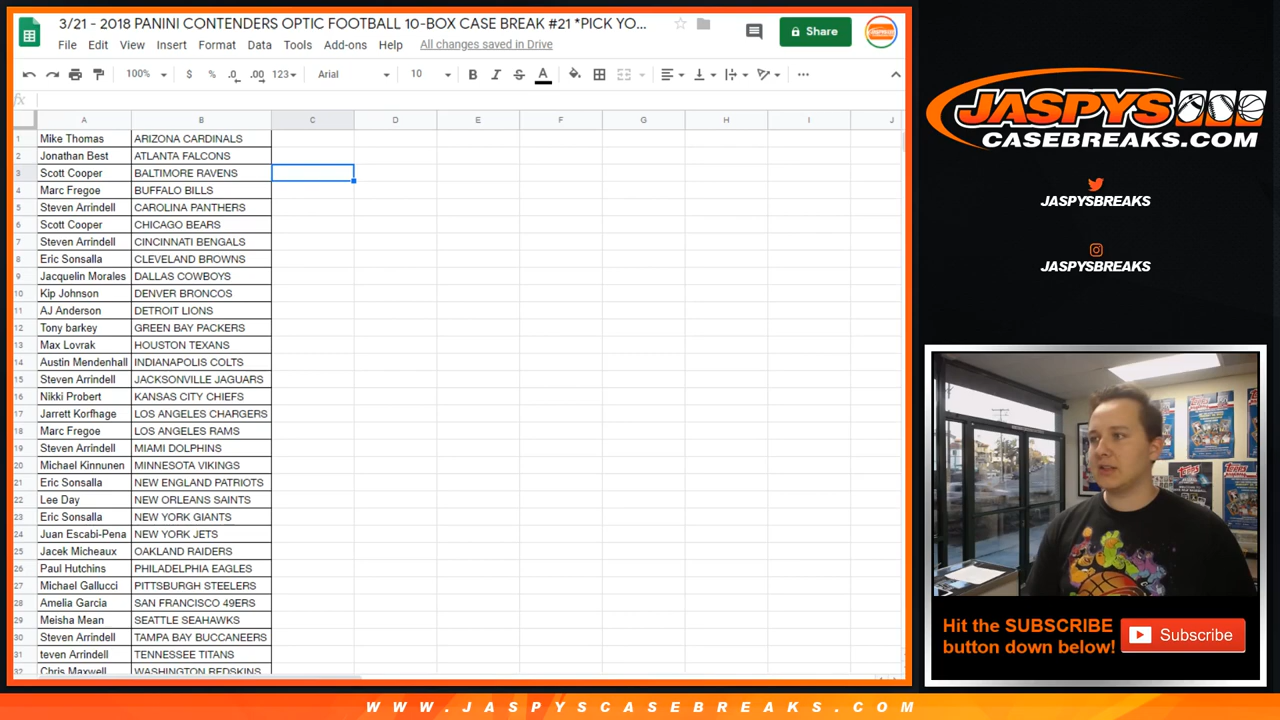 3/21 - 2018 PANINI CONTENDERS OPTIC FOOTBALL 10-BOX CASE BREAK #21 *PICK YO...
File Edit View Insert Format Data Tools Add-ons Help All changes saved in Drive
Share
100% $ % .0 .00 123 Arial 10 B I S A
fx
A B C D E F G H I J
1 Mike Thomas ARIZONA CARDINALS
2 Jonathan Best ATLANTA FALCONS
3 Scott Cooper BALTIMORE RAVENS
4 Marc Fregoe BUFFALO BILLS
5 Steven Arrindell CAROLINA PANTHERS
6 Scott Cooper CHICAGO BEARS
7 Steven Arrindell CINCINNATI BENGALS
8 Eric Sonsalla CLEVELAND BROWNS
9 Jacquelin Morales DALLAS COWBOYS
10 Kip Johnson DENVER BRONCOS
11 AJ Anderson DETROIT LIONS
12 Tony barkey GREEN BAY PACKERS
13 Max Lovrak HOUSTON TEXANS
14 Austin Mendenhall INDIANAPOLIS COLTS
15 Steven Arrindell JACKSONVILLE JAGUARS
16 Nikki Probert KANSAS CITY CHIEFS
17 Jarrett Korfhage LOS ANGELES CHARGERS
18 Marc Fregoe LOS ANGELES RAMS
19 Steven Arrindell MIAMI DOLPHINS
20 Michael Kinnunen MINNESOTA VIKINGS
21 Eric Sonsalla NEW ENGLAND PATRIOTS
22 Lee Day NEW ORLEANS SAINTS
23 Eric Sonsalla NEW YORK GIANTS
24 Juan Escabi-Pena NEW YORK JETS
25 Jacek Micheaux OAKLAND RAIDERS
26 Paul Hutchins PHILADELPHIA EAGLES
27 Michael Gallucci PITTSBURGH STEELERS
28 Amelia Garcia SAN FRANCISCO 49ERS
29 Meisha Mean SEATTLE SEAHAWKS
30 Steven Arrindell TAMPA BAY BUCCANEERS
31 teven Arrindell TENNESSEE TITANS
32 Chris Maxwell WASHINGTON REDSKINS
JASPYS
CASEBREAKS.COM
JASPYSBREAKS
JASPYSBREAKS
Topps
Topps
Hit the SUBSCRIBE
button down below!
Subscribe
WWW.JASPYSCASEBREAKS.COM